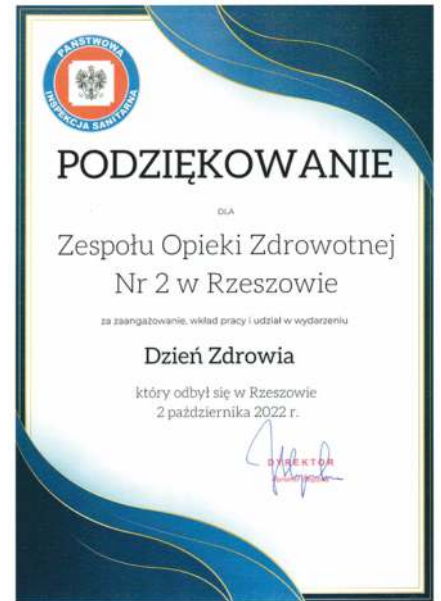 PAŃSTWOWA
INSPEKCJA SANITARNA
PODZIĘKOWANIE
DLA
Zespołu Opieki Zdrowotnej
Nr 2 w Rzeszowie
za zaangażowanie, wkład pracy i udział w wydarzeniu
Dzień Zdrowia
który odbył się w Rzeszowie
2 października 2022 r.
DYREKTOR